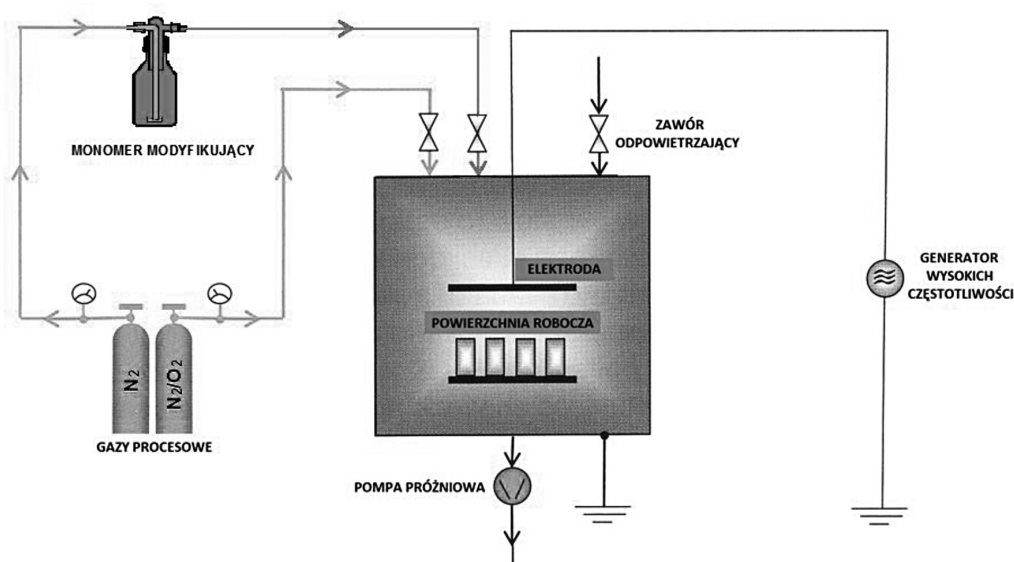 MONOMER MODYFIKUJĄCY
ZAWÓR
ODPOWIETRZAJĄCY
ELEKTRODA
GENERATOR
WYSOKICH
CZĘSTOTLIWOŚCI
POWIERZCHNIA ROBOCZA
N2
N2/O2
GAZY PROCESOWE
POMPA PRÓŻNIOWA